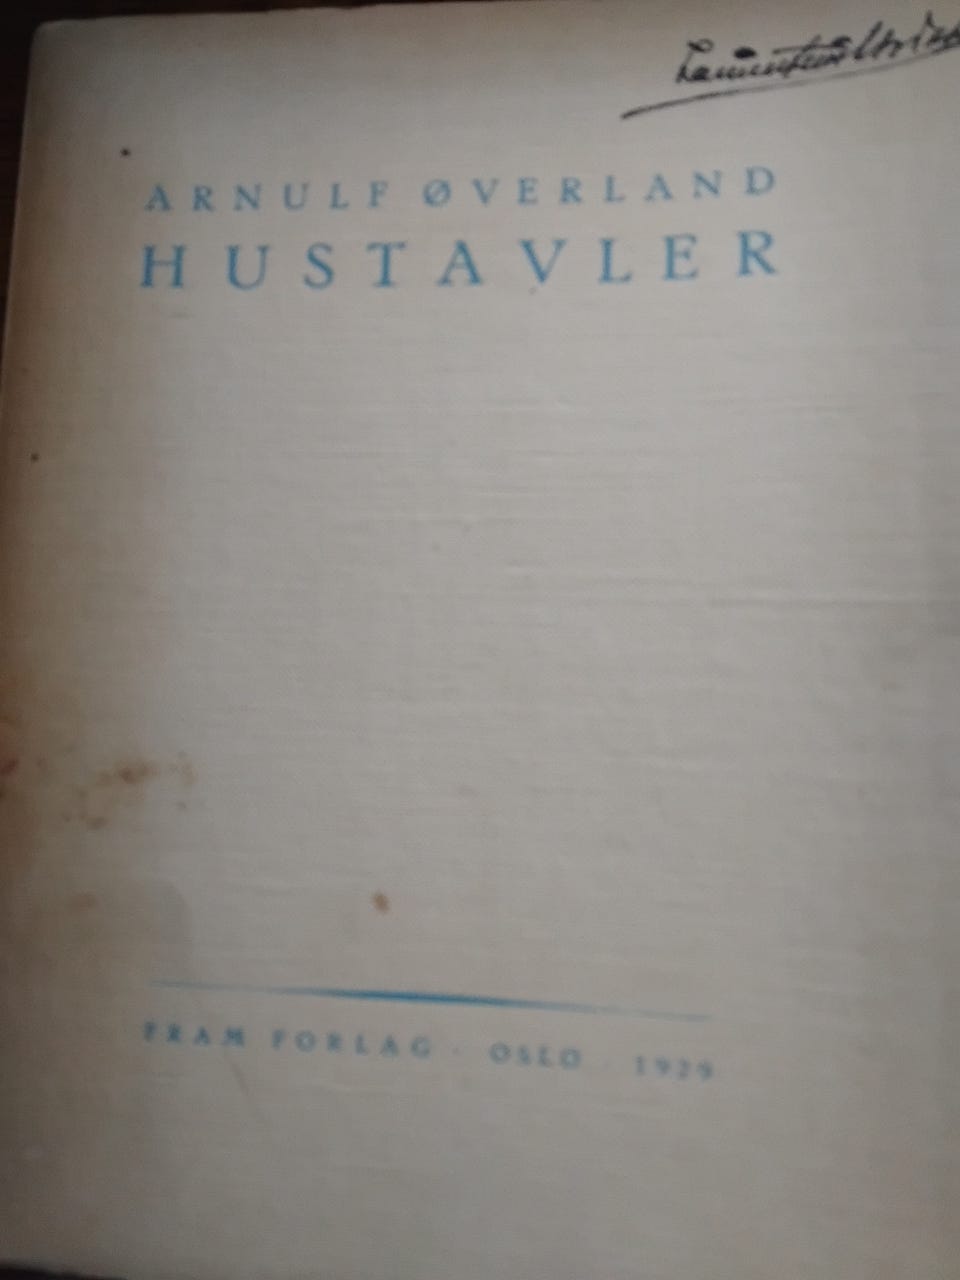 ARNULF ØVERLAND
HUSTAVLER
FRAM FORLAG · OSLO · 1929